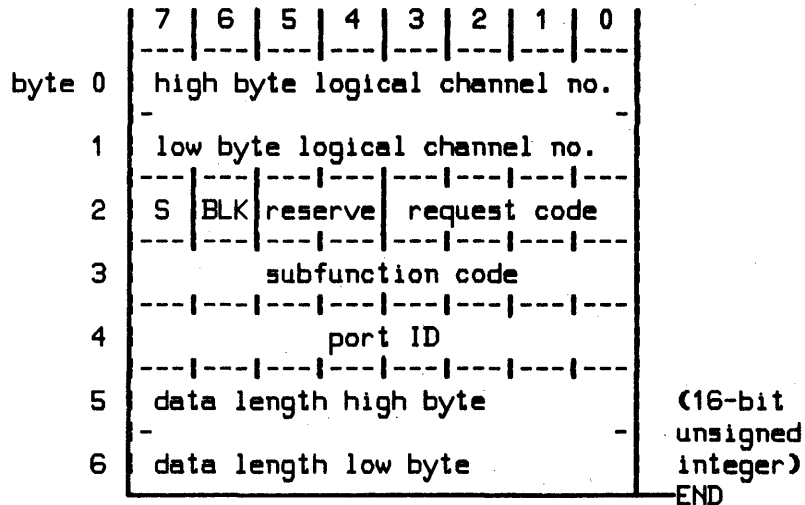 7 6 5 4 3 2 1 0
byte 0 high byte logical channel no.
1 low byte logical channel no.
2 S BLK reserve request code
3 subfunction code
4 port ID
5 data length high byte (16-bit
unsigned
6 data length low byte integer)
END